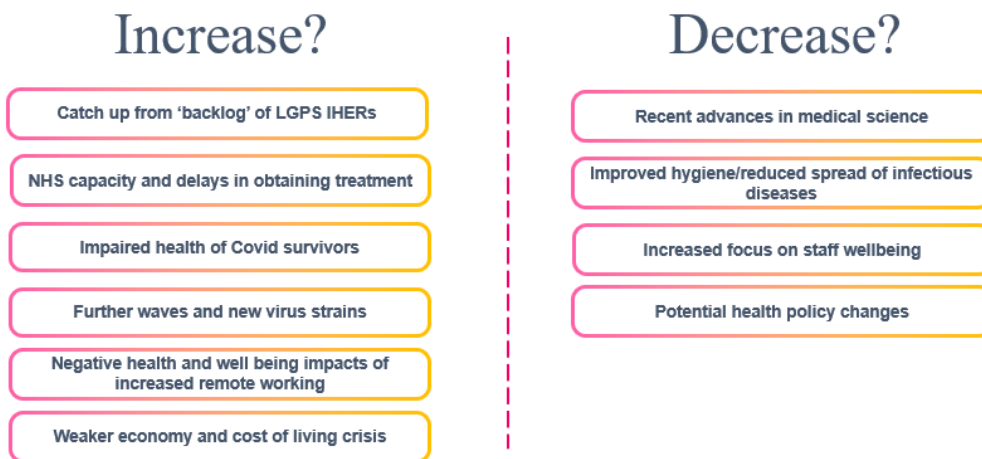 Increase?
Catch up from ‘backlog’ of LGPS IHERs
NHS capacity and delays in obtaining treatment
Impaired health of Covid survivors
Further waves and new virus strains
Negative health and well being impacts of
increased remote working
Weaker economy and cost of living crisis
Decrease?
Recent advances in medical science
Improved hygiene/reduced spread of infectious
diseases
Increased focus on staff wellbeing
Potential health policy changes